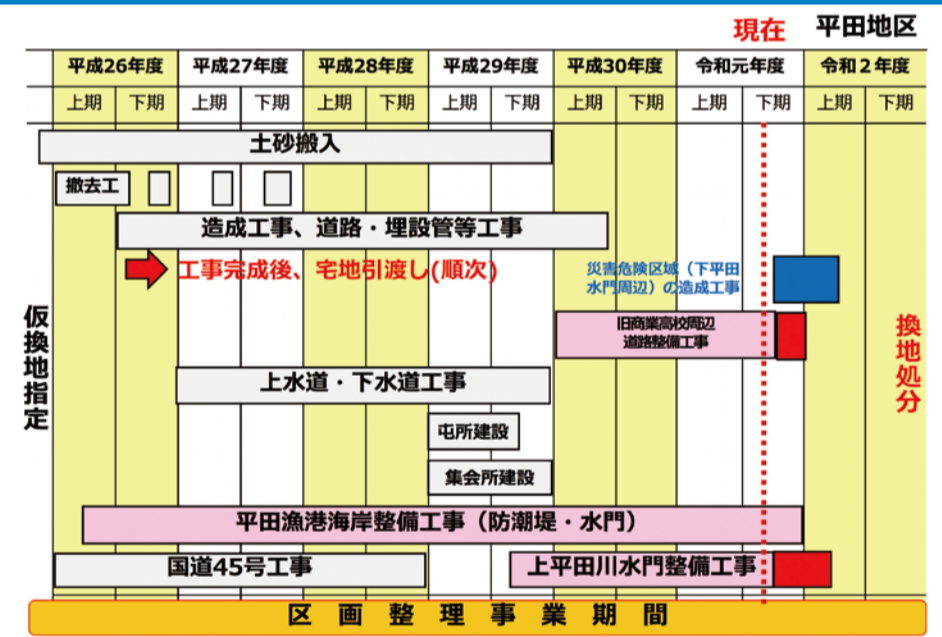 現在 平田地区
平成26年度 平成27年度 平成28年度 平成29年度 平成30年度 令和元年度 令和2年度
上期 下期 上期 下期 上期 下期 上期 下期 上期 下期 上期 下期 上期 下期
土砂搬入
撤去工
造成工事、道路・埋設管等工事
工事完成後、宅地引渡し(順次)
災害危険区域（下平田
水門周辺）の造成工事
仮換地指定
旧商業高校周辺
道路整備工事
換地処分
上水道・下水道工事
屯所建設
集会所建設
平田漁港海岸整備工事（防潮堤・水門）
国道45号工事 上平田川水門整備工事
区画整理事業期間